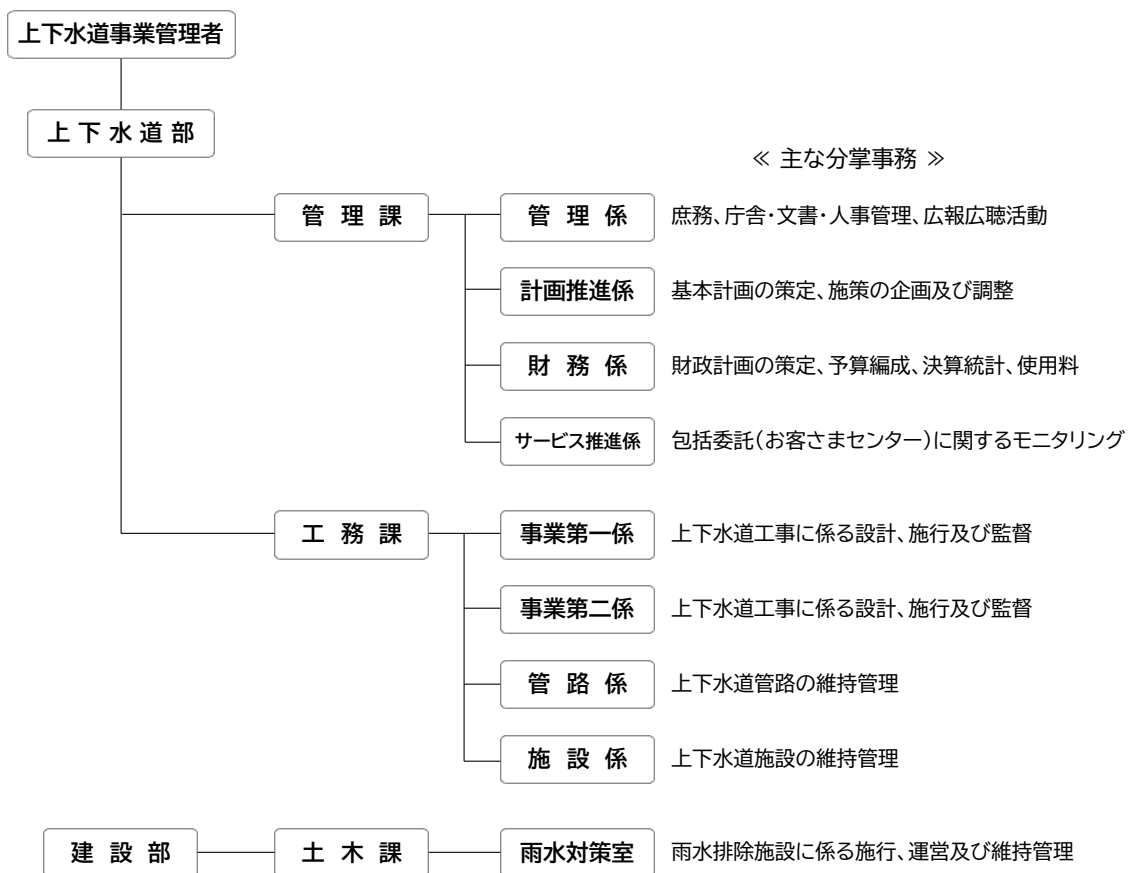 上下水道事業管理者
上下水道部
≪ 主な分掌事務 ≫
管理課 管理係 庶務、庁舎・文書・人事管理、広報広聴活動
計画推進係 基本計画の策定、施策の企画及び調整
財務係 財政計画の策定、予算編成、決算統計、使用料
サービス推進係 包括委託（お客さまセンター）に関するモニタリング
工務課 事業第一係 上下水道工事に係る設計、施行及び監督
事業第二係 上下水道工事に係る設計、施行及び監督
管路係 上下水道管路の維持管理
施設係 上下水道施設の維持管理
建設部 土木課 雨水対策室 雨水排除施設に係る施行、運営及び維持管理